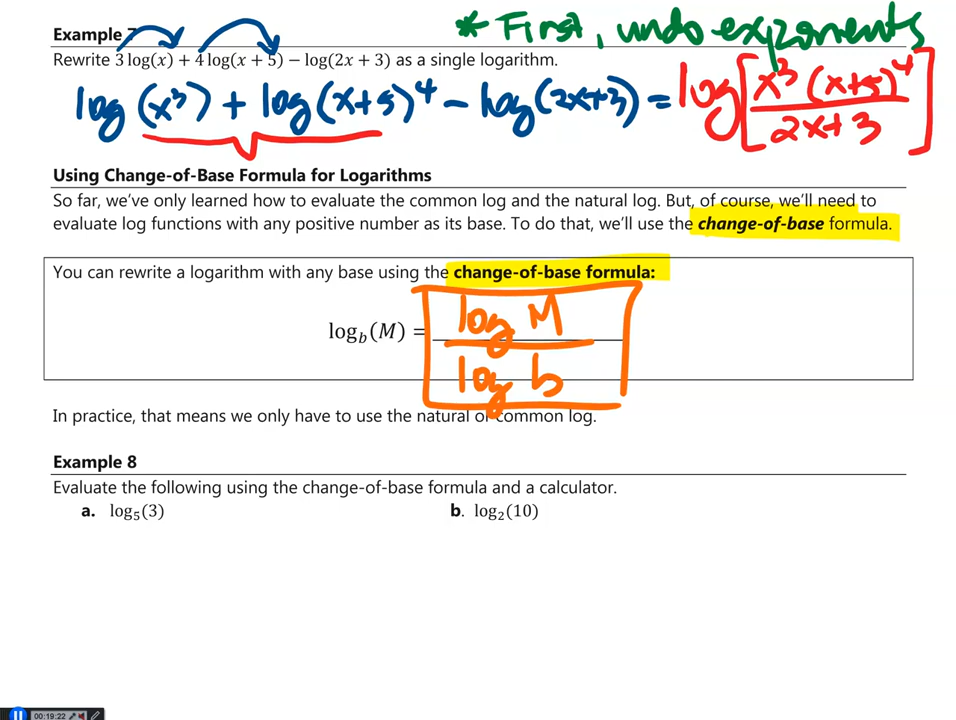 Example 7
* First, undo exponents
Rewrite 3 log(x) + 4 log(x + 5) − log(2x + 3) as a single logarithm.
log (x³) + log (x+5)⁴ − log (2x+3) = log [x³ (x+5)⁴ / 2x+3]
Using Change-of-Base Formula for Logarithms
So far, we've only learned how to evaluate the common log and the natural log. But, of course, we'll need to
evaluate log functions with any positive number as its base. To do that, we'll use the change-of-base formula.
You can rewrite a logarithm with any base using the change-of-base formula:
log_b(M) = log M / log b
In practice, that means we only have to use the natural or common log.
Example 8
Evaluate the following using the change-of-base formula and a calculator.
a. log₅(3) b. log₂(10)
00:19:22